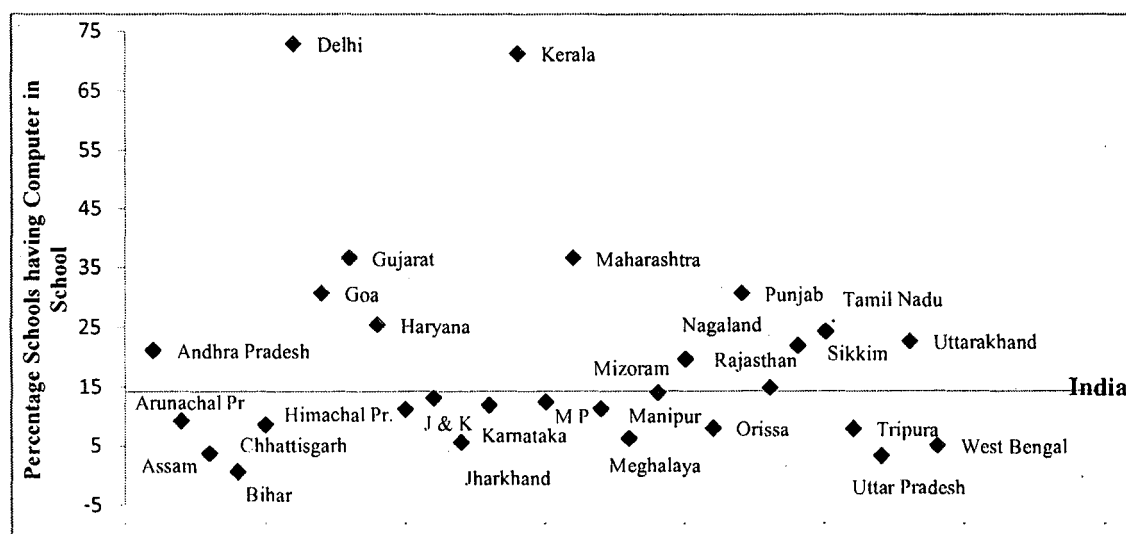 Percentage Schools having Computer in
School
75
65
55
45
35
25
15
5
-5
Delhi
Kerala
Gujarat
Maharashtra
Goa
Punjab
Tamil Nadu
Haryana
Nagaland
Andhra Pradesh
Mizoram
Rajasthan
Sikkim
Uttarakhand
India
Arunachal Pr
Himachal Pr.
J & K
M P
Manipur
Chhattisgarh
Karnataka
Orissa
Tripura
Assam
Meghalaya
West Bengal
Bihar
Jharkhand
Uttar Pradesh